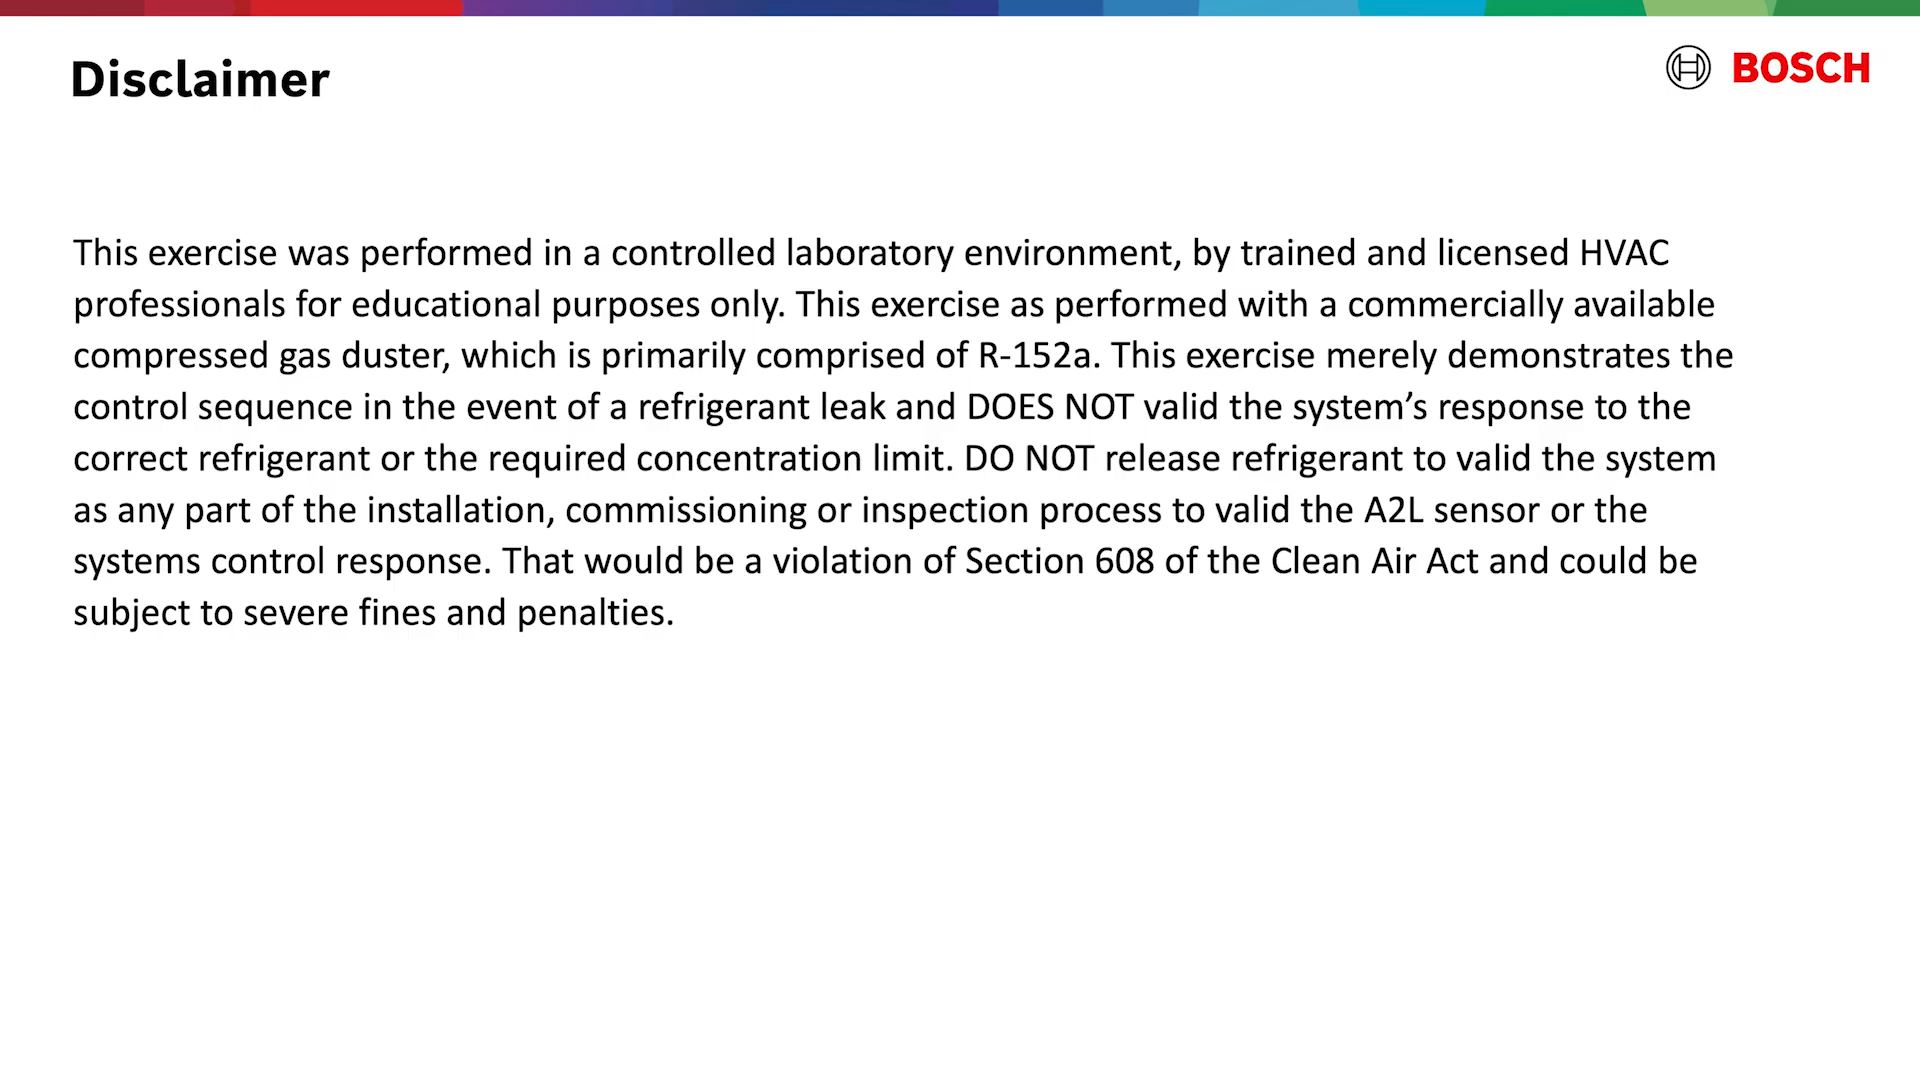 Disclaimer
BOSCH
This exercise was performed in a controlled laboratory environment, by trained and licensed HVAC
professionals for educational purposes only. This exercise as performed with a commercially available
compressed gas duster, which is primarily comprised of R-152a. This exercise merely demonstrates the
control sequence in the event of a refrigerant leak and DOES NOT valid the system’s response to the
correct refrigerant or the required concentration limit. DO NOT release refrigerant to valid the system
as any part of the installation, commissioning or inspection process to valid the A2L sensor or the
systems control response. That would be a violation of Section 608 of the Clean Air Act and could be
subject to severe fines and penalties.